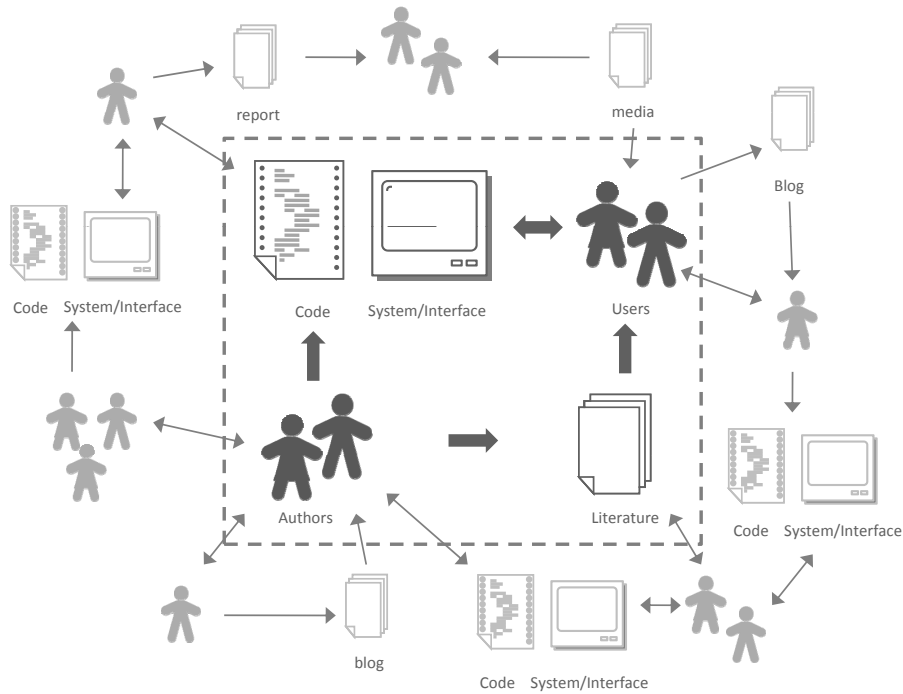 report
media
Blog
Code System/Interface
Code System/Interface
Users
Code System/Interface
Authors
Literature
blog
Code System/Interface